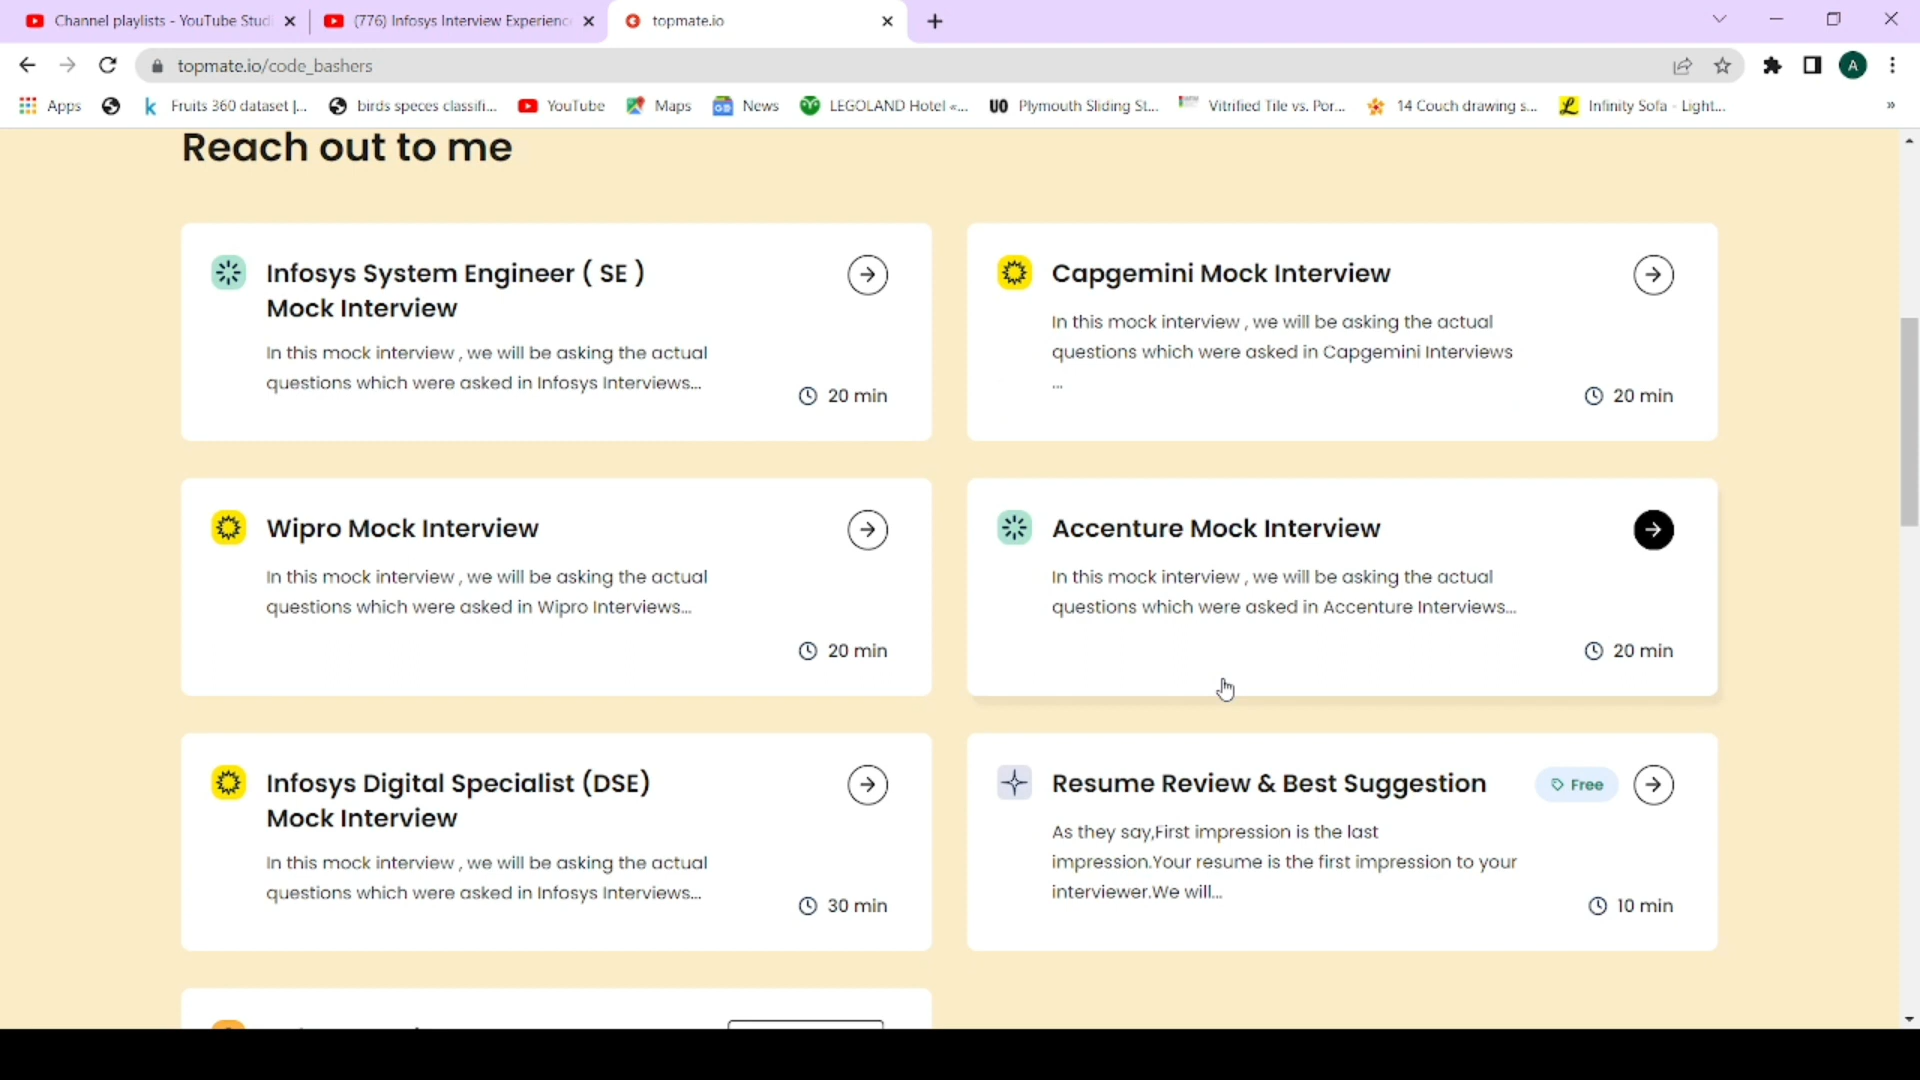 Channel playlists - YouTube Stud
(776) Infosys Interview Experienc
topmate.io
topmate.io/code_bashers
A
Apps
Fruits 360 dataset |...
birds speces classifi...
YouTube
Maps
News
LEGOLAND Hotel «...
UO Plymouth Sliding St...
Vitrified Tile vs. Por...
14 Couch drawing s...
Infinity Sofa - Light...
»
Reach out to me
Infosys System Engineer ( SE )
Mock Interview
In this mock interview , we will be asking the actual
questions which were asked in Infosys Interviews...
20 min
Capgemini Mock Interview
In this mock interview , we will be asking the actual
questions which were asked in Capgemini Interviews
...
20 min
Wipro Mock Interview
In this mock interview , we will be asking the actual
questions which were asked in Wipro Interviews...
20 min
Accenture Mock Interview
In this mock interview , we will be asking the actual
questions which were asked in Accenture Interviews...
20 min
Infosys Digital Specialist (DSE)
Mock Interview
In this mock interview , we will be asking the actual
questions which were asked in Infosys Interviews...
30 min
Resume Review & Best Suggestion
Free
As they say,First impression is the last
impression.Your resume is the first impression to your
interviewer.We will...
10 min